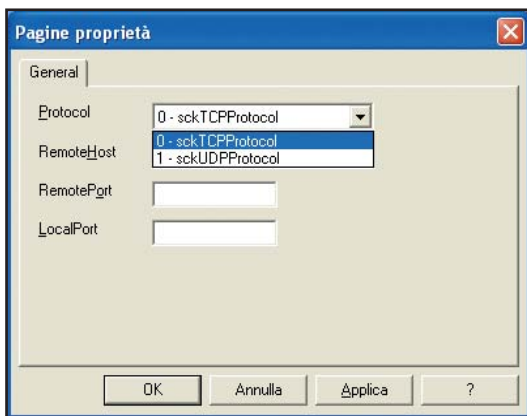 Pagine proprietà
General
Protocol
0 - sckTCPProtocol
0 - sckTCPProtocol
1 - sckUDPProtocol
RemoteHost
RemotePort
LocalPort
OK
Annulla
Applica
?